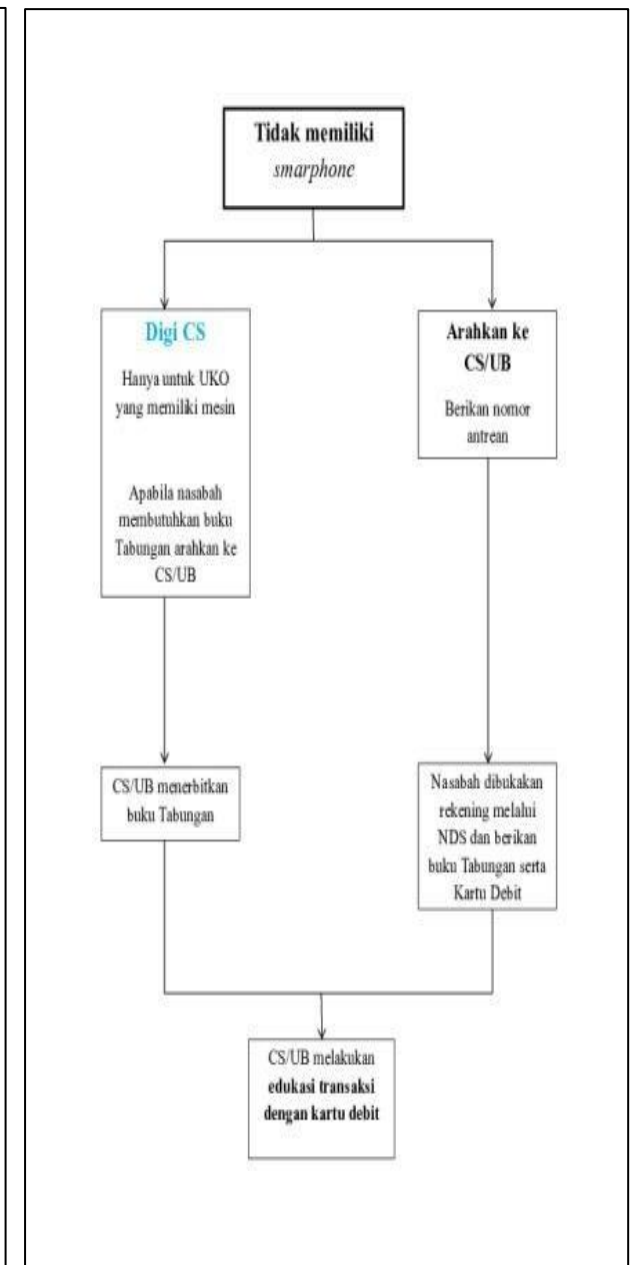 Tidak memiliki
smarphone
Digi CS
Hanya untuk UKO
yang memiliki mesin
Apabila nasabah
membutuhkan buku
Tabungan arahkan ke
CS/UB
Arahkan ke
CS/UB
Berikan nomor
antrean
CS/UB menerbitkan
buku Tabungan
Nasabah dibukakan
rekening melalui
NDS dan berikan
buku Tabungan serta
Kartu Debit
CS/UB melakukan
edukasi transaksi
dengan kartu debit